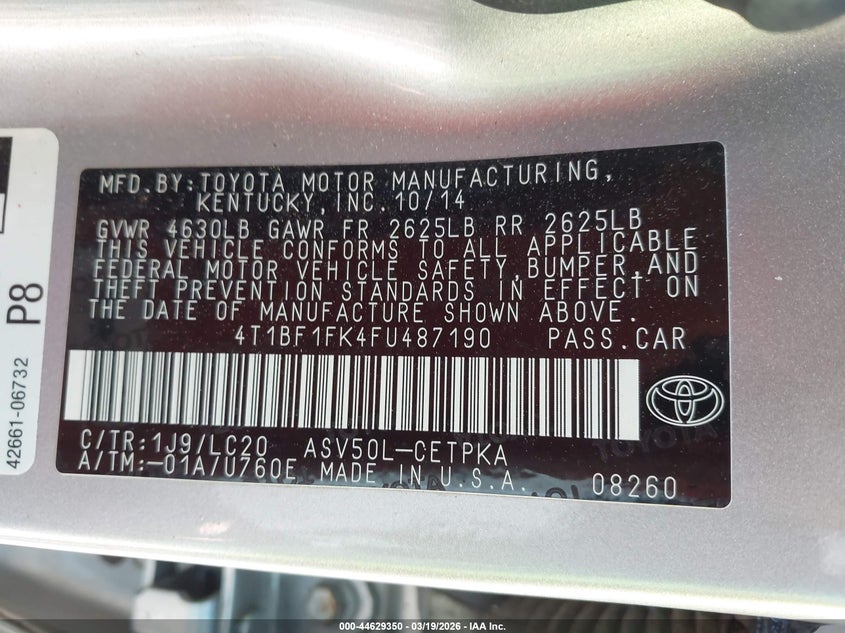 MFD.BY:TOYOTA MOTOR MANUFACTURING,
KENTUCKY,INC. 10/14
GVWR 4630LB GAWR FR 2625LB RR 2625LB
THIS VEHICLE CONFORMS TO ALL APPLICABLE
FEDERAL MOTOR VEHICLE SAFETY,BUMPER,AND
THEFT PREVENTION STANDARDS IN EFFECT ON
THE DATE OF MANUFACTURE SHOWN ABOVE.
4T1BF1FK4FU487190 PASS.CAR
C/TR:1J9/LC20 ASV50L-CETPKA
A/TM:-01A/U760E MADE IN U.S.A. 08260
P8
42661-06732
000-44629350 - 03/19/2026 - IAA Inc.